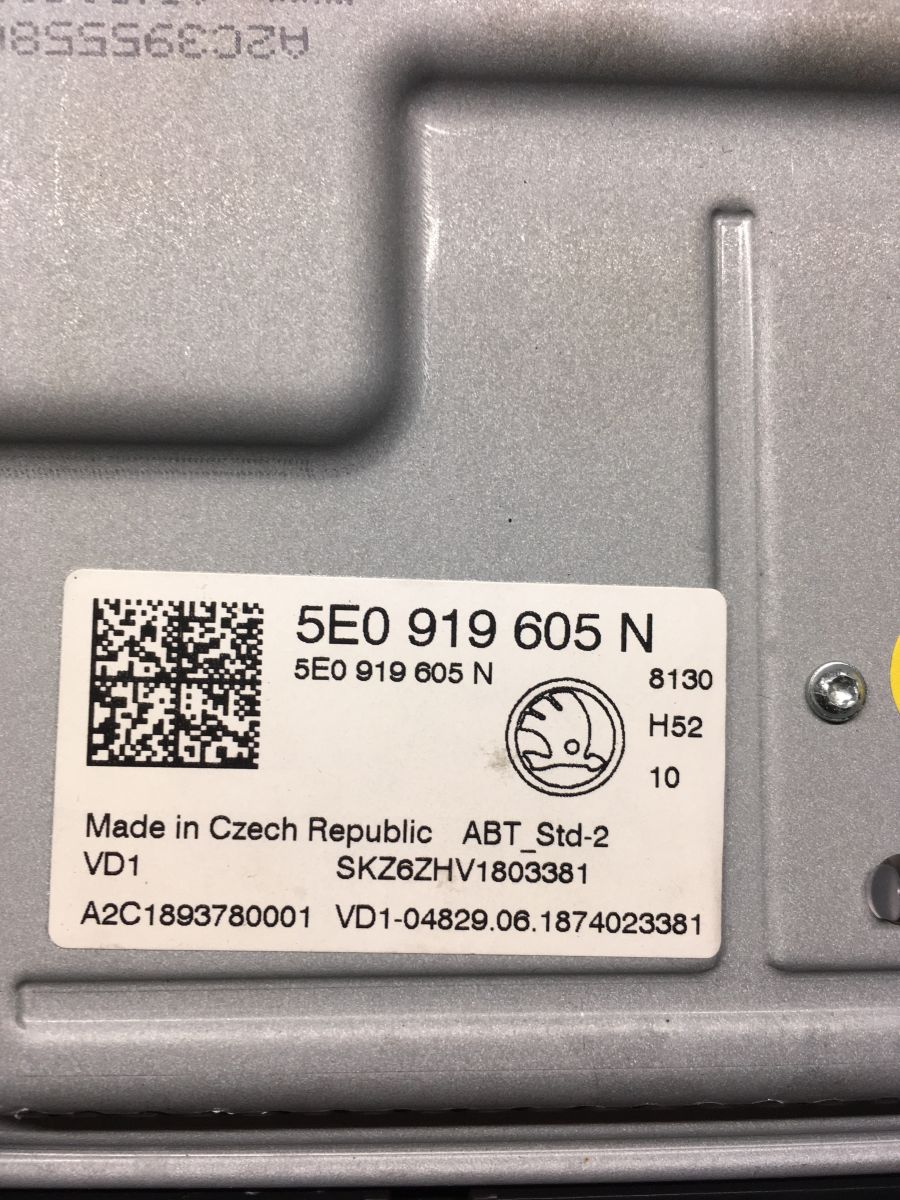 A2C395558
5E0 919 605 N
5E0 919 605 N
8130
H52
10
Made in Czech Republic ABT_Std-2
VD1 SKZ6ZHV1803381
A2C1893780001 VD1-04829.06.1874023381